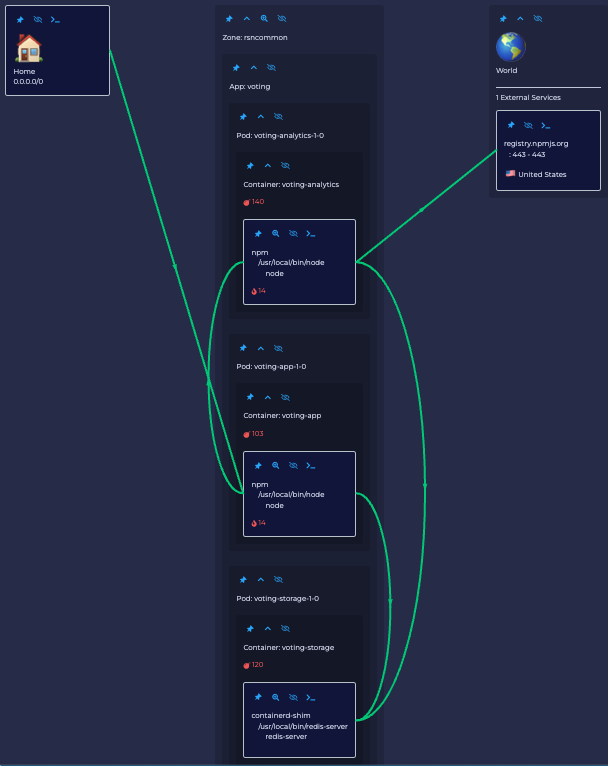 Home
0.0.0.0/0
Zone: rsncommon
App: voting
Pod: voting-analytics-1-0
Container: voting-analytics
140
npm
/usr/local/bin/node
node
14
Pod: voting-app-1-0
Container: voting-app
103
npm
/usr/local/bin/node
node
14
Pod: voting-storage-1-0
Container: voting-storage
120
containerd-shim
/usr/local/bin/redis-server
redis-server
World
1 External Services
registry.npmjs.org
: 443 - 443
United States